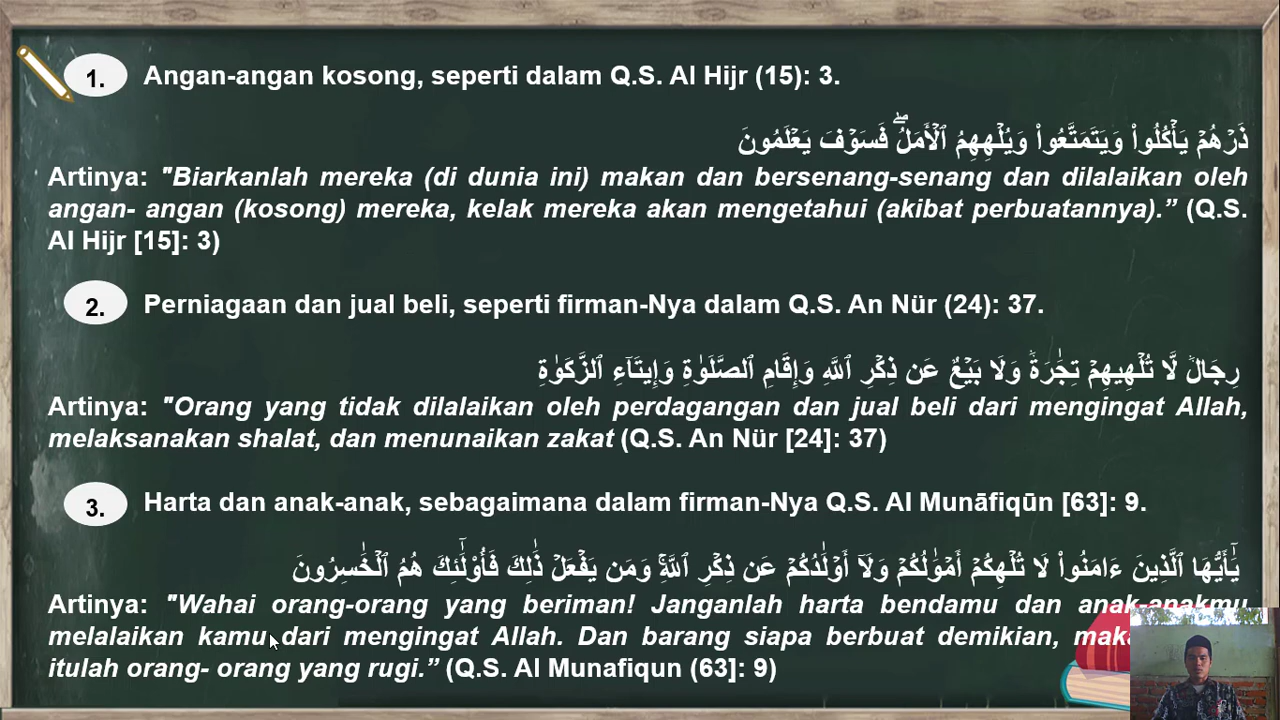 1. Angan-angan kosong, seperti dalam Q.S. Al Hijr (15): 3.
ذَرۡهُمۡ يَأۡكُلُواْ وَيَتَمَتَّعُواْ وَيُلۡهِهِمُ ٱلۡأَمَلُۖ فَسَوۡفَ يَعۡلَمُونَ
Artinya: "Biarkanlah mereka (di dunia ini) makan dan bersenang-senang dan dilalaikan oleh
angan- angan (kosong) mereka, kelak mereka akan mengetahui (akibat perbuatannya).” (Q.S.
Al Hijr [15]: 3)
2. Perniagaan dan jual beli, seperti firman-Nya dalam Q.S. An Nür (24): 37.
رِجَالٞ لَّا تُلۡهِيهِمۡ تِجَٰرَةٞ وَلَا بَيۡعٌ عَن ذِكۡرِ ٱللَّهِ وَإِقَامِ ٱلصَّلَوٰةِ وَإِيتَآءِ ٱلزَّكَوٰةِ
Artinya: "Orang yang tidak dilalaikan oleh perdagangan dan jual beli dari mengingat Allah,
melaksanakan shalat, dan menunaikan zakat (Q.S. An Nür [24]: 37)
3. Harta dan anak-anak, sebagaimana dalam firman-Nya Q.S. Al Munāfiqūn [63]: 9.
يَٰٓأَيُّهَا ٱلَّذِينَ ءَامَنُواْ لَا تُلۡهِكُمۡ أَمۡوَٰلُكُمۡ وَلَآ أَوۡلَٰدُكُمۡ عَن ذِكۡرِ ٱللَّهِۚ وَمَن يَفۡعَلۡ ذَٰلِكَ فَأُوْلَٰٓئِكَ هُمُ ٱلۡخَٰسِرُونَ
Artinya: "Wahai orang-orang yang beriman! Janganlah harta bendamu dan anak-anakmu
melalaikan kamu dari mengingat Allah. Dan barang siapa berbuat demikian,
itulah orang- orang yang rugi.” (Q.S. Al Munafiqun (63]: 9)